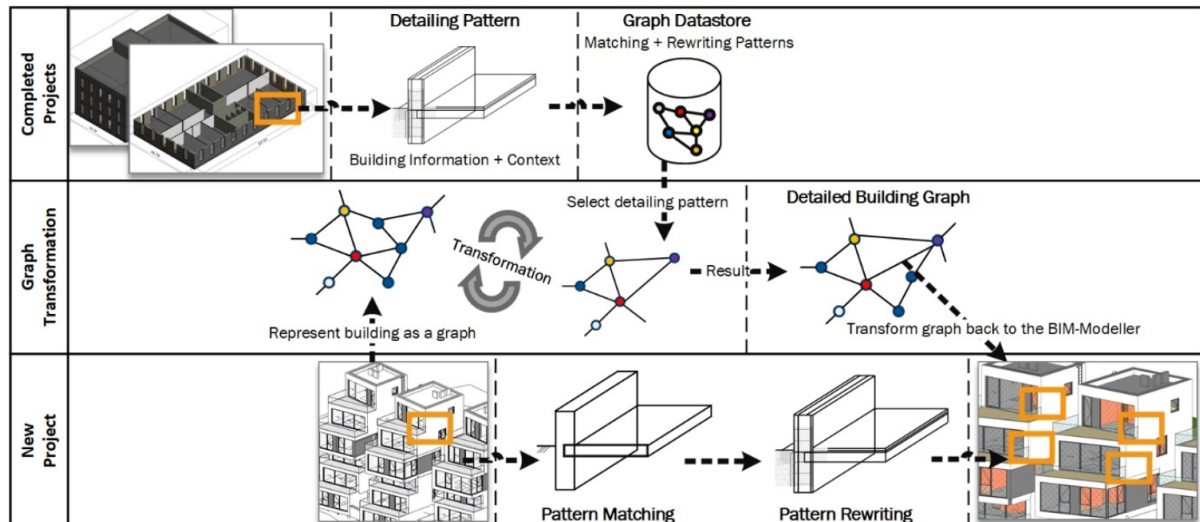 Completed
Projects
Detailing Pattern
Building Information + Context
Graph Datastore
Matching + Rewriting Patterns
Graph
Transformation
Transformation
Select detailing pattern
Result
Detailed Building Graph
Represent building as a graph
Transform graph back to the BIM-Modeller
New
Project
Pattern Matching
Pattern Rewriting